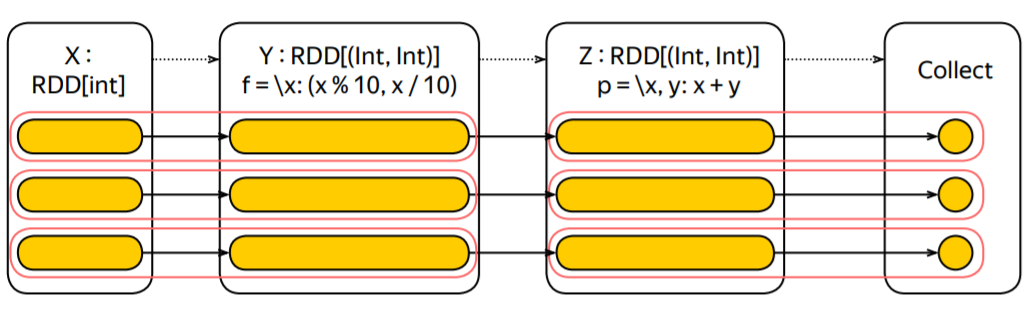 X :
RDD[int]
Y : RDD[(Int, Int)]
f = \x: (x % 10, x / 10)
Z : RDD[(Int, Int)]
p = \x, y: x + y
Collect